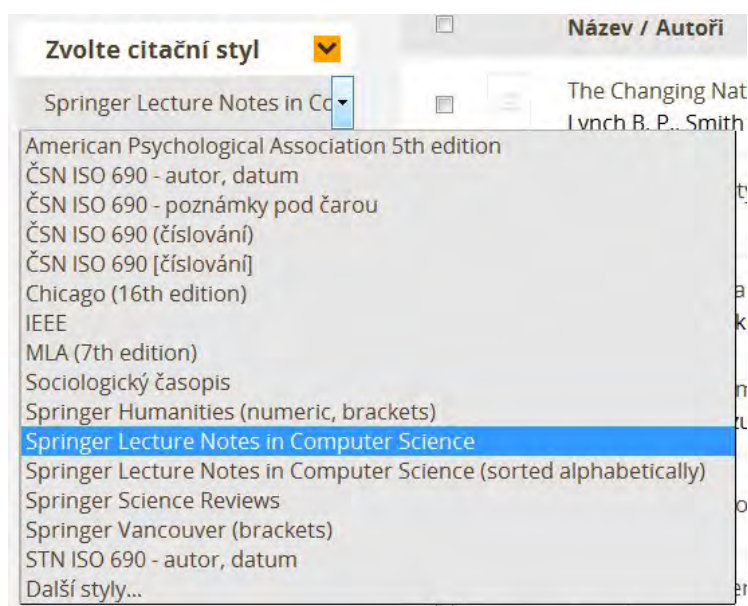 Zvolte citační styl
Název / Autoři
Springer Lecture Notes in
The Changing
Lynch B. P., Smith
American Psychological Association 5th edition
ČSN ISO 690 - autor, datum
ČSN ISO 690 - poznámky pod čarou
ČSN ISO 690 (číslování)
ČSN ISO 690 [číslování]
Chicago (16th edition)
IEEE
MLA (7th edition)
Sociologický časopis
Springer Humanities (numeric, brackets)
Springer Lecture Notes in Computer Science
Springer Lecture Notes in Computer Science (sorted alphabetically)
Springer Science Reviews
Springer Vancouver (brackets)
STN ISO 690 - autor, datum
Další styly...